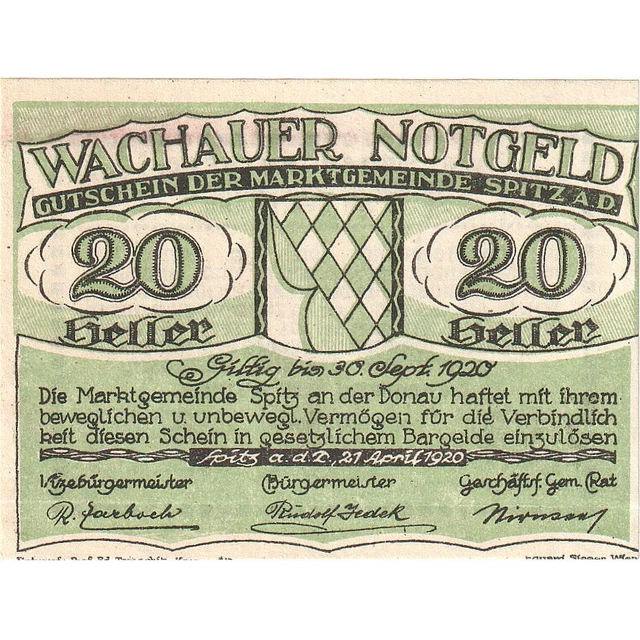 WACHAUER NOTGELD
GUTSCHEIN DER MARKTGEMEINDE SPITZ A.D.
20 20
Heller Heller
Giltig bis 30. Sept. 1920
Die Marktgemeinde Spitz an der Donau haftet mit ihrem
beweglichen u. unbewegl. Vermögen für die Verbindlich
keit diesen Schein in gesetzlichem Bargelde einzulösen
Spitz a.d.D., 21 April 1920
Vizebürgermeister Bürgermeister Geschäftsf. Gem. Rat
Rudolf